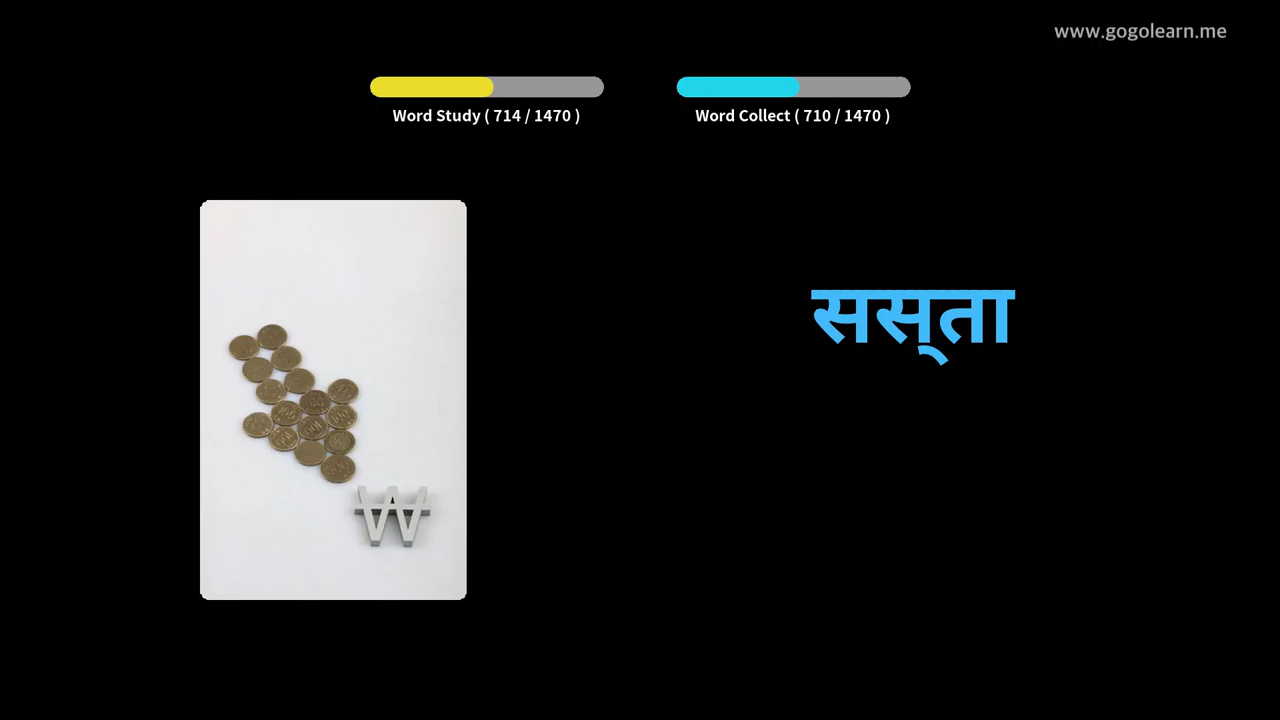 www.gogolearn.me
Word Study ( 714 / 1470 )
Word Collect ( 710 / 1470 )
सस्‌ता
₩